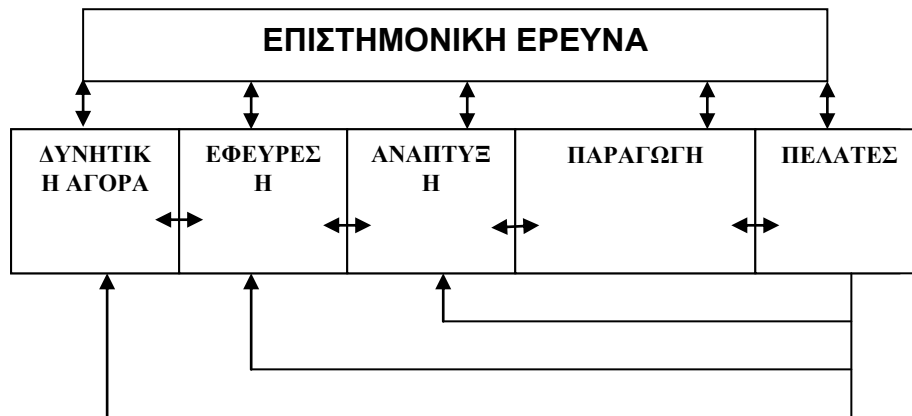 ΕΠΙΣΤΗΜΟΝΙΚΗ ΕΡΕΥΝΑ
ΔΥΝΗΤΙΚ
Η ΑΓΟΡΑ
ΕΦΕΥΡΕΣ
Η
ΑΝΑΠΤΥΞ
Η
ΠΑΡΑΓΩΓΗ
ΠΕΛΑΤΕΣ